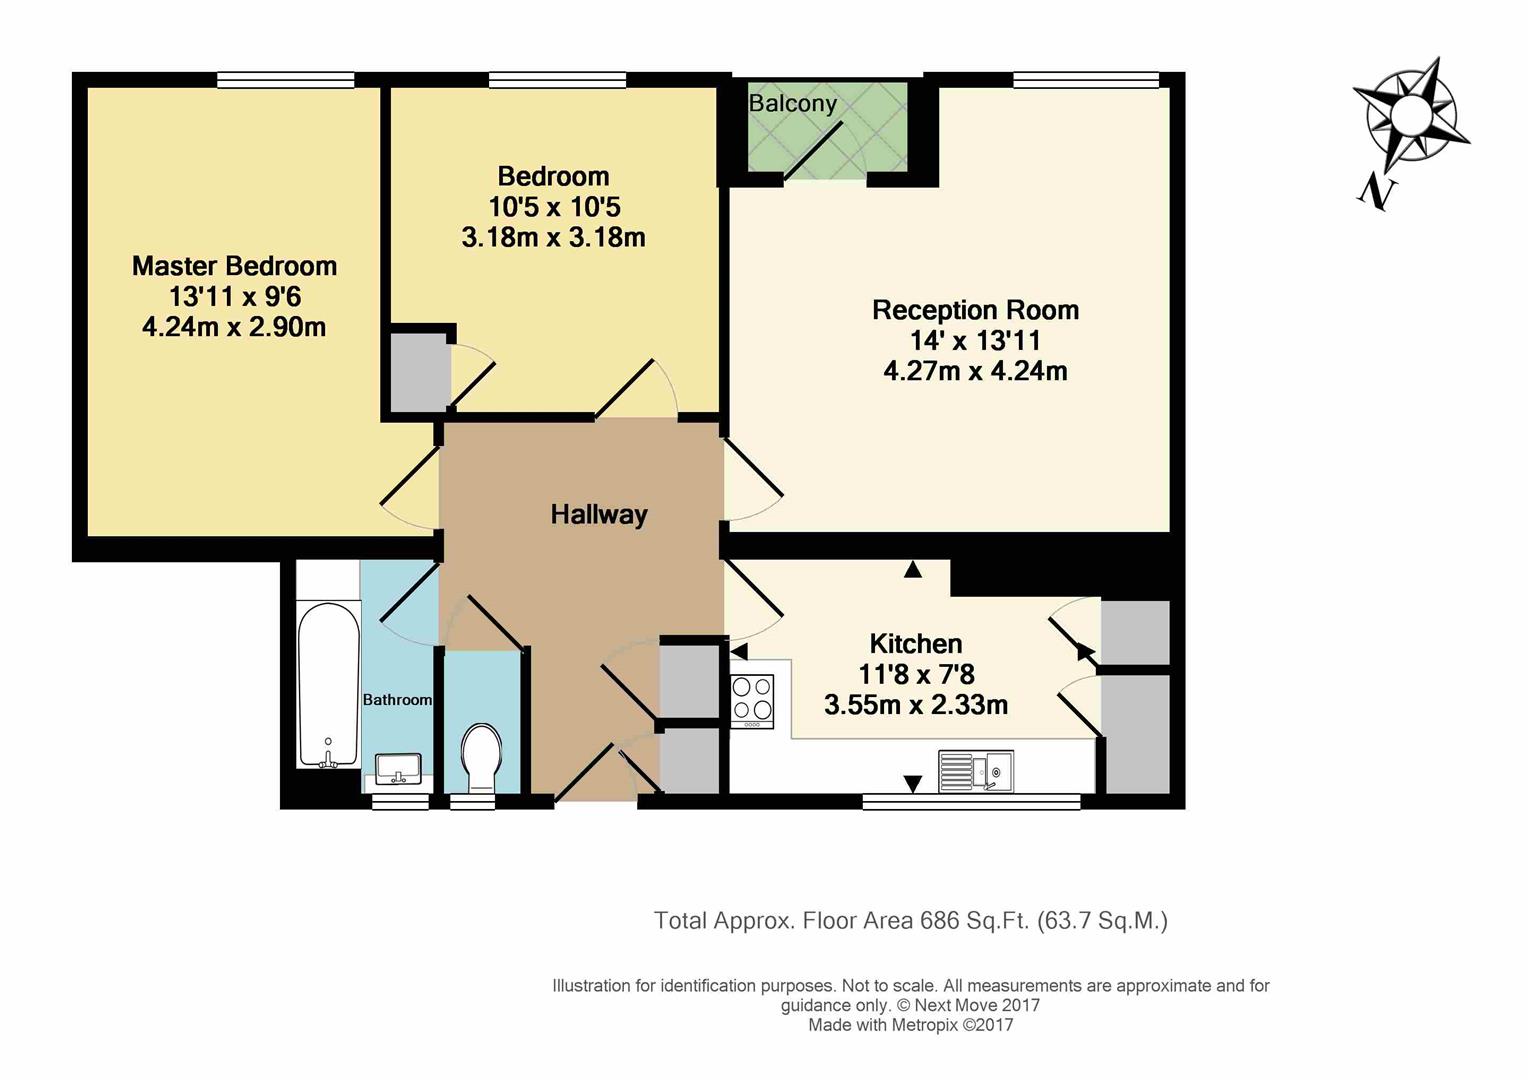 Balcony
N
Bedroom
10'5 x 10'5
3.18m x 3.18m
Master Bedroom
13'11 x 9'6
4.24m x 2.90m
Reception Room
14' x 13'11
4.27m x 4.24m
Hallway
Kitchen
11'8 x 7'8
3.55m x 2.33m
Bathroom
Total Approx. Floor Area 686 Sq.Ft. (63.7 Sq.M.)
Illustration for identification purposes. Not to scale. All measurements are approximate and for
guidance only. © Next Move 2017
Made with Metropix ©2017